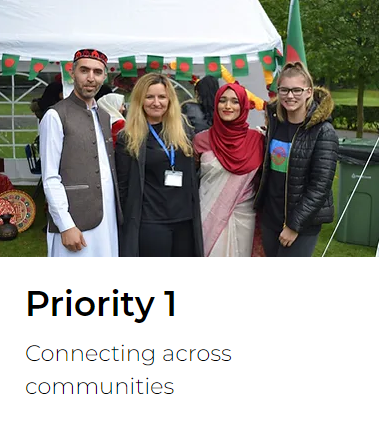 Priority 1
Connecting across
communities